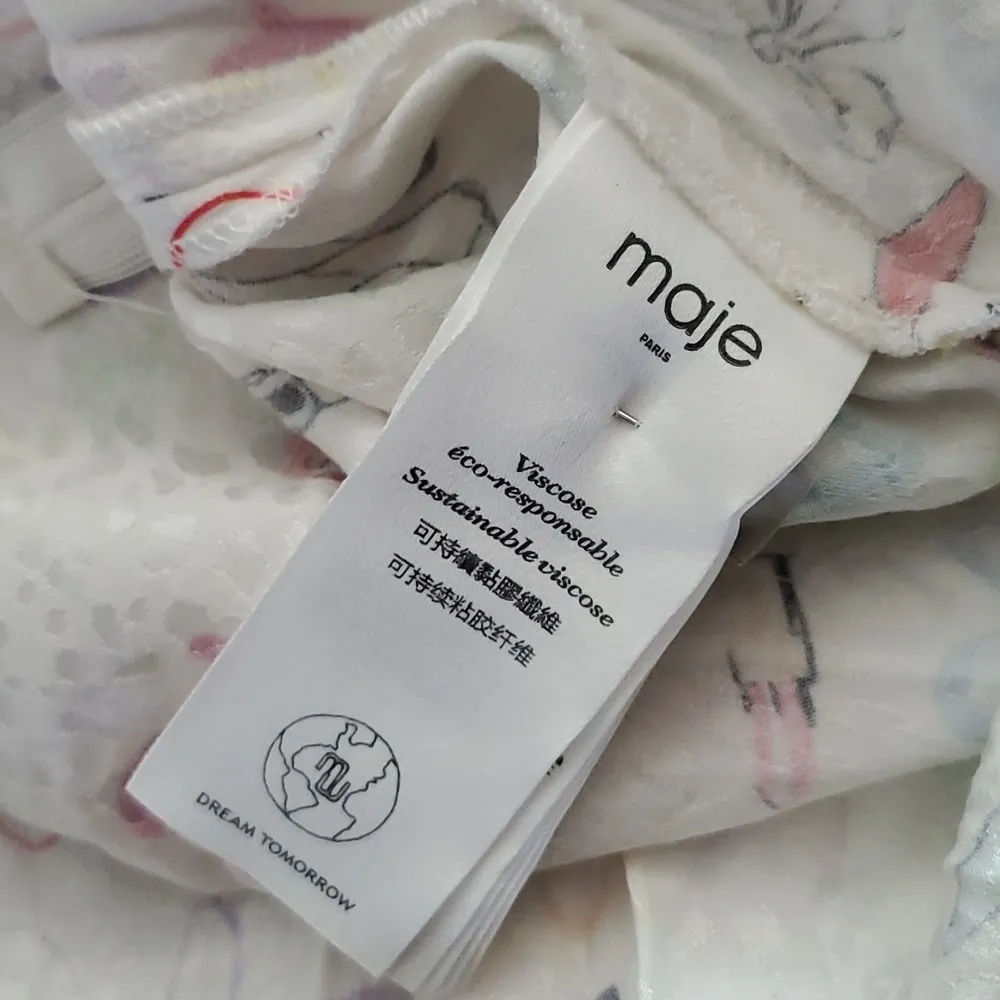 maje
PARIS
Viscose
éco-responsable
Sustainable viscose
可持續黏膠纖維
可持续粘胶纤维
DREAM TOMORROW